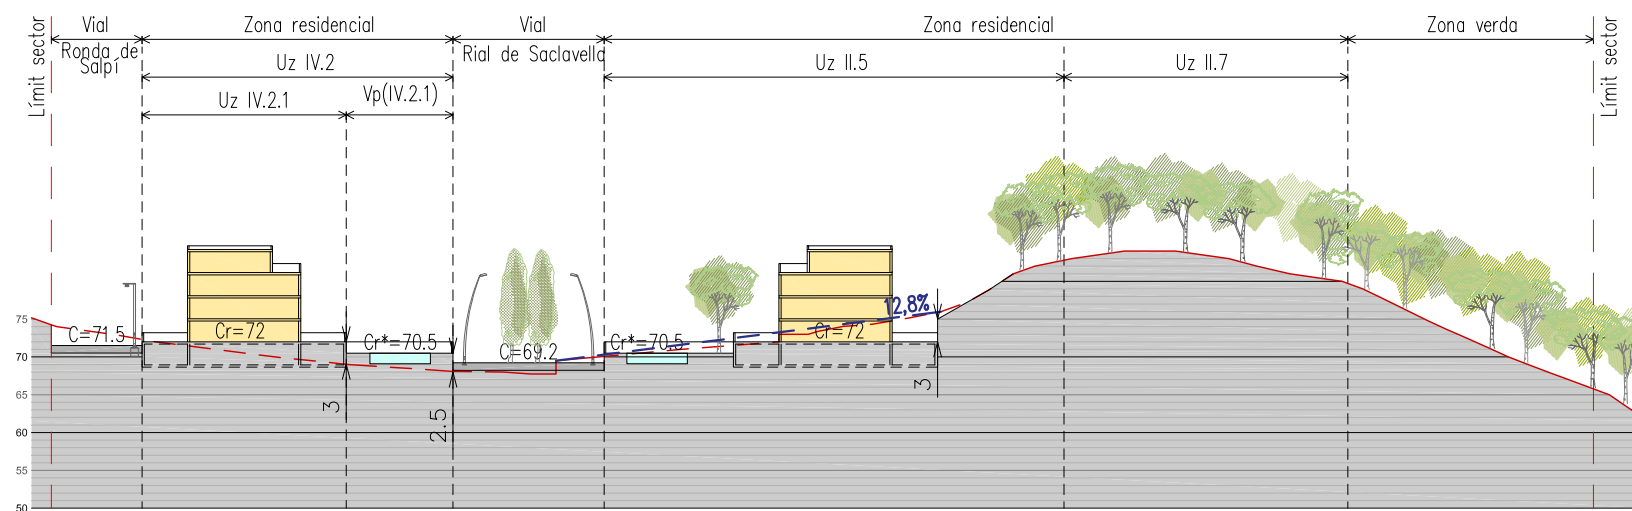 Vial
Zona residencial
Vial
Zona residencial
Zona verda
Límit sector
Ronda de
Salpí
Rial de Saclavella
Límit sector
Uz IV.2
Uz II.5
Uz II.7
Uz IV.2.1
Vp(IV.2.1)
12,8%
75
C=71.5
Cr=72
Cr*=70.5
C=69.2
Cr*=70.5
Cr=72
70
65
3
2.5
3
60
55
50